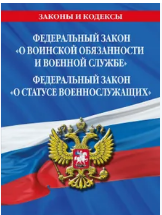 ЗАКОНЫ И КОДЕКСЫ
ФЕДЕРАЛЬНЫЙ ЗАКОН
«О ВОИНСКОЙ ОБЯЗАННОСТИ
И ВОЕННОЙ СЛУЖБЕ»
ФЕДЕРАЛЬНЫЙ ЗАКОН
«О СТАТУСЕ ВОЕННОСЛУЖАЩИХ»